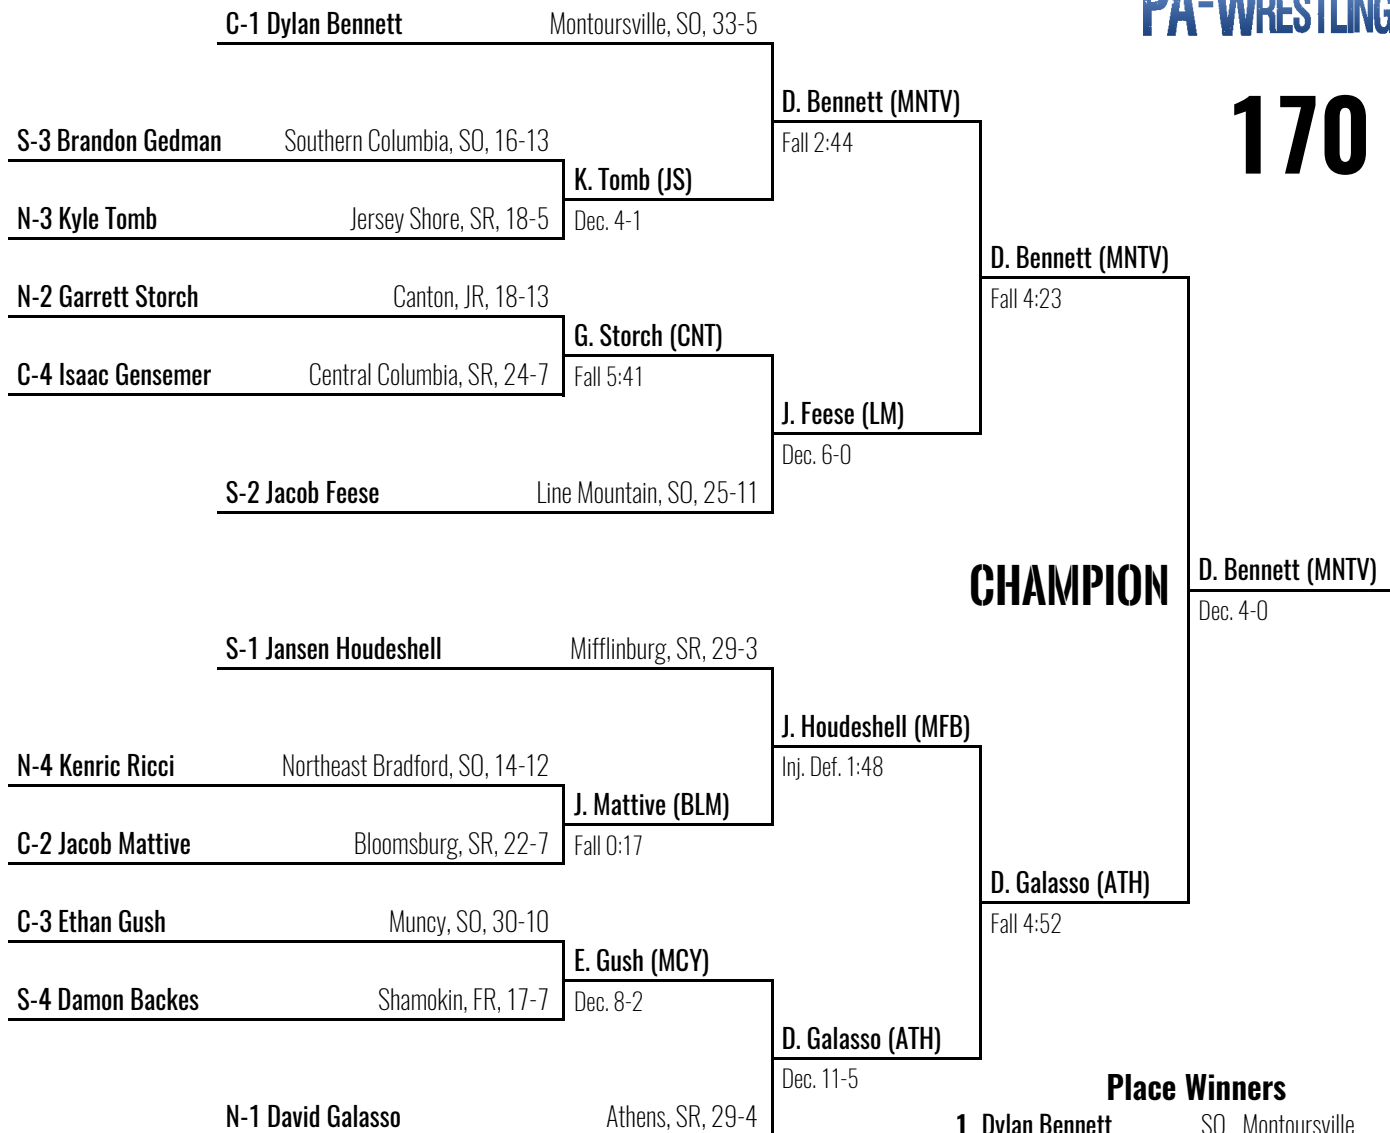 PA-WRESTLING
170
C-1 Dylan Bennett Montoursville, SO, 33-5
D. Bennett (MNTV)
Fall 2:44
S-3 Brandon Gedman Southern Columbia, SO, 16-13
K. Tomb (JS)
Dec. 4-1
N-3 Kyle Tomb Jersey Shore, SR, 18-5
D. Bennett (MNTV)
Fall 4:23
N-2 Garrett Storch Canton, JR, 18-13
G. Storch (CNT)
Fall 5:41
C-4 Isaac Gensemer Central Columbia, SR, 24-7
J. Feese (LM)
Dec. 6-0
S-2 Jacob Feese Line Mountain, SO, 25-11
CHAMPION
D. Bennett (MNTV)
Dec. 4-0
S-1 Jansen Houdeshell Mifflinburg, SR, 29-3
J. Houdeshell (MFB)
Inj. Def. 1:48
N-4 Kenric Ricci Northeast Bradford, SO, 14-12
J. Mattive (BLM)
Fall 0:17
C-2 Jacob Mattive Bloomsburg, SR, 22-7
D. Galasso (ATH)
Fall 4:52
C-3 Ethan Gush Muncy, SO, 30-10
E. Gush (MCY)
Dec. 8-2
S-4 Damon Backes Shamokin, FR, 17-7
D. Galasso (ATH)
Dec. 11-5
N-1 David Galasso Athens, SR, 29-4
Place Winners
1 Dylan Bennett SO Montoursville